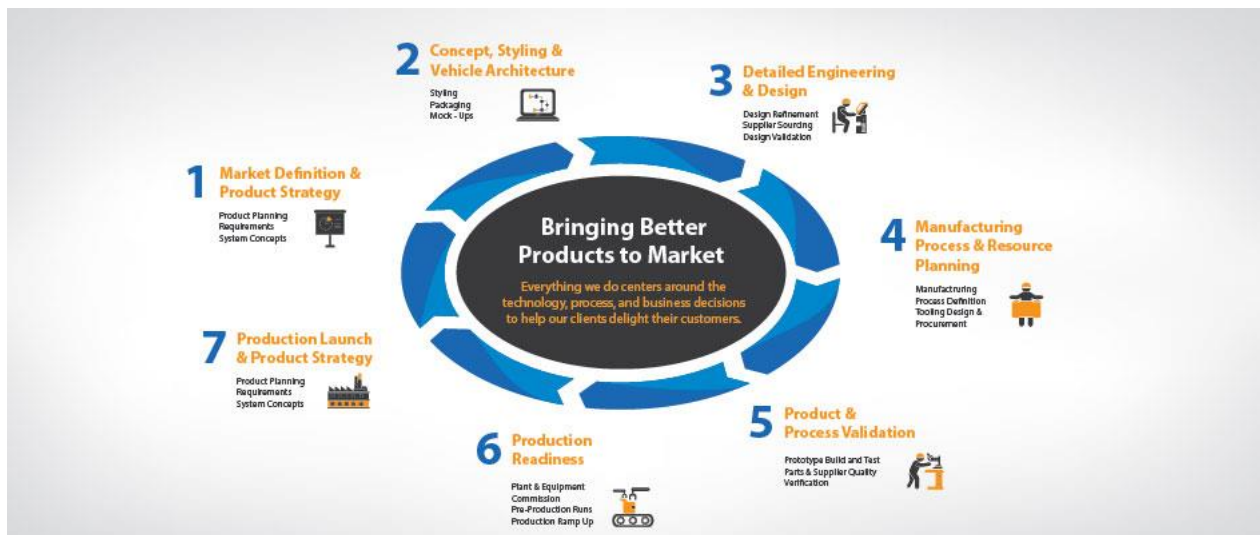 1
Market Definition &
Product Strategy
Product Planning
Requirements
System Concepts
2
Concept, Styling &
Vehicle Architecture
Styling
Packaging
Mock - Ups
3
Detailed Engineering
& Design
Design Refinement
Supplier Sourcing
Design Validation
4
Manufacturing
Process & Resource
Planning
Manufactruring
Process Definition
Tooling Design &
Procurement
5
Product &
Process Validation
Prototype Build and Test
Parts & Supplier Quality
Verification
6
Production
Readiness
Plant & Equipment
Commission
Pre-Production Runs
Production Ramp Up
7
Production Launch
& Product Strategy
Product Planning
Requirements
System Concepts
Bringing Better
Products to Market
Everything we do centers around the
technology, process, and business decisions
to help our clients delight their customers.